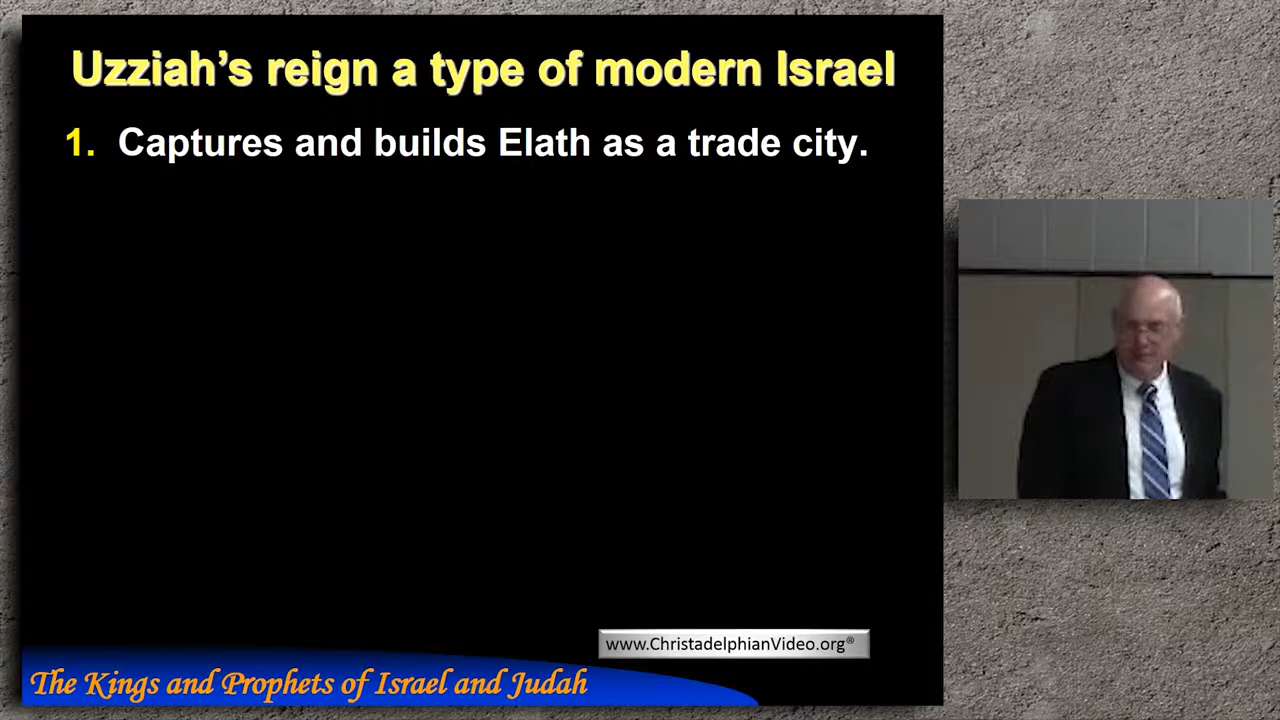 Uzziah's reign a type of modern Israel
1. Captures and builds Elath as a trade city.
www.ChristadelphianVideo.org®
The Kings and Prophets of Israel and Judah